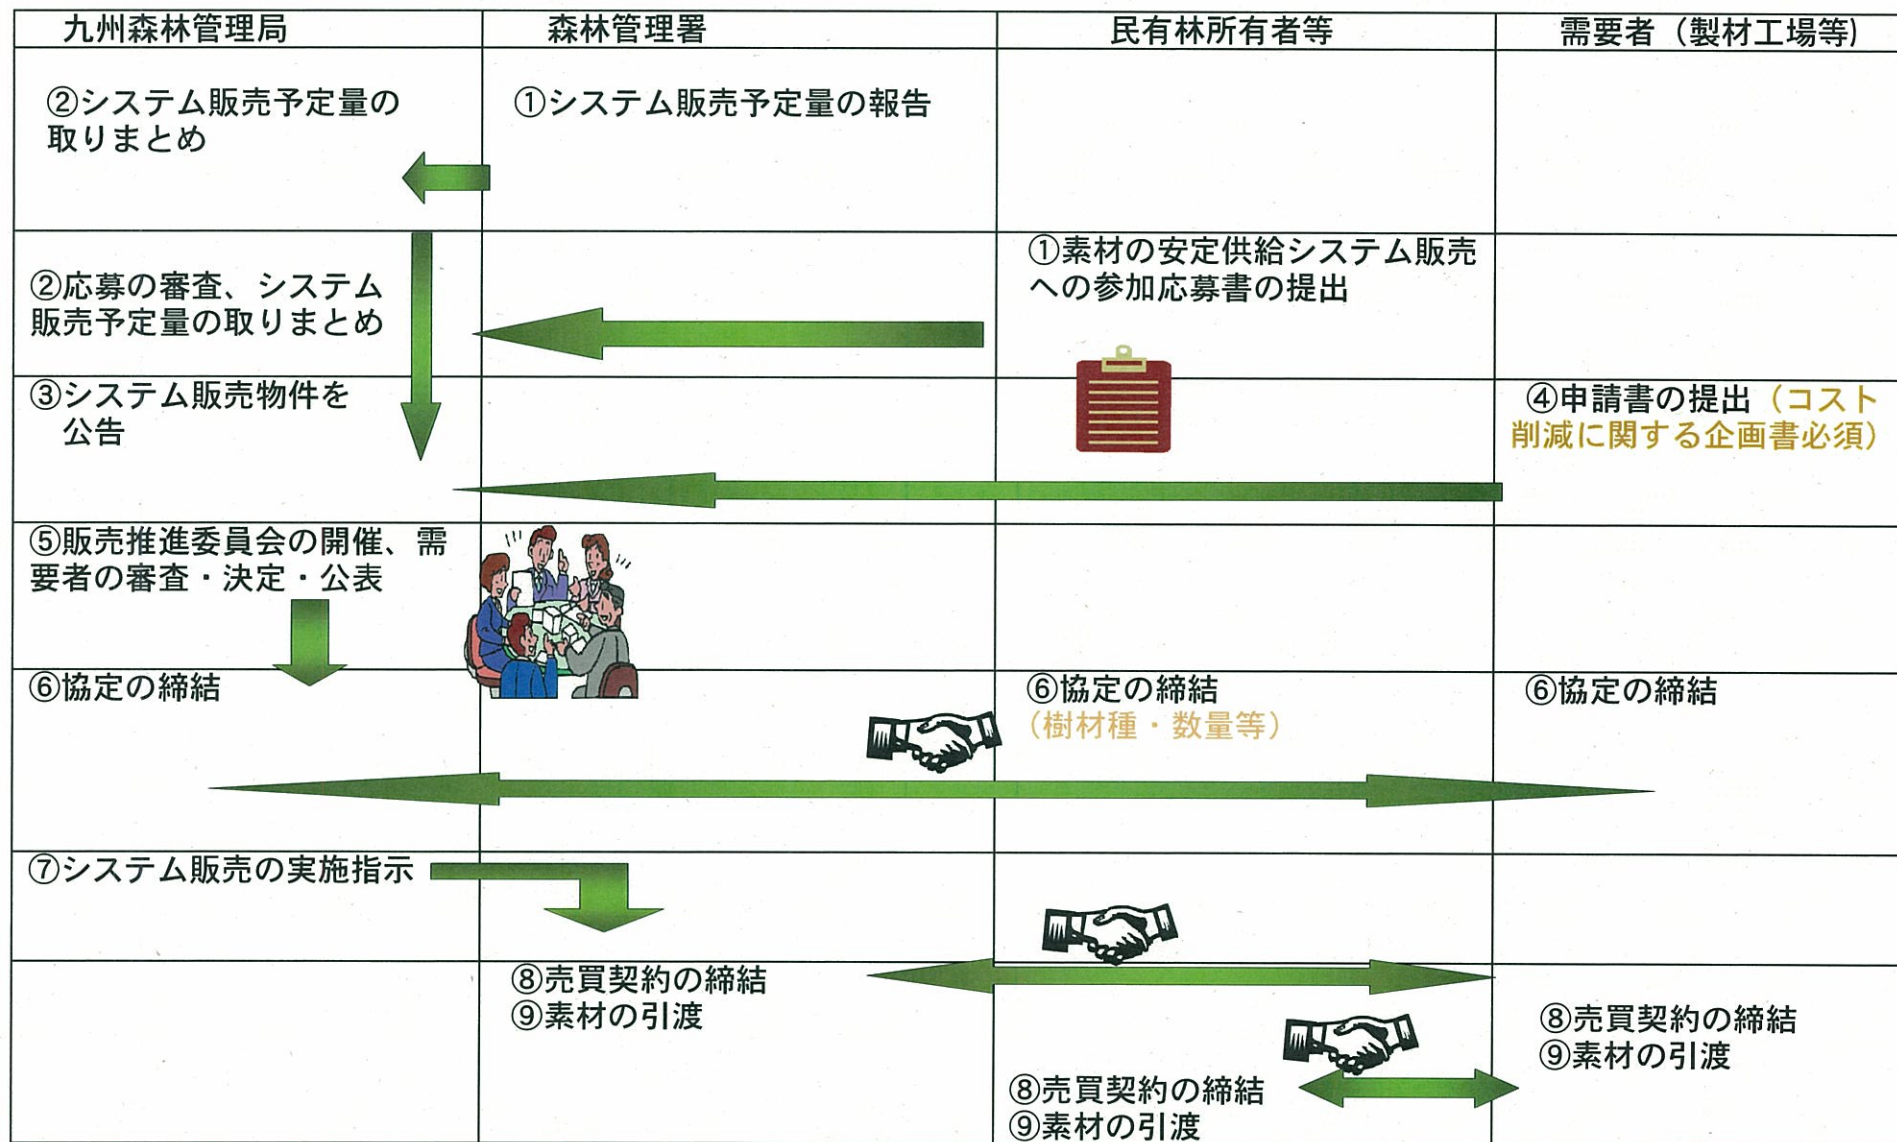 九州森林管理局
森林管理署
民有林所有者等
需要者（製材工場等）
②システム販売予定量の
取りまとめ
①システム販売予定量の報告
②応募の審査、システム
販売予定量の取りまとめ
①素材の安定供給システム販売
への参加応募書の提出
③システム販売物件を
公告
④申請書の提出（コスト
削減に関する企画書必須）
⑤販売推進委員会の開催、需
要者の審査・決定・公表
⑥協定の締結
⑥協定の締結
（樹材種・数量等）
⑥協定の締結
⑦システム販売の実施指示
⑧売買契約の締結
⑨素材の引渡
⑧売買契約の締結
⑨素材の引渡
⑧売買契約の締結
⑨素材の引渡